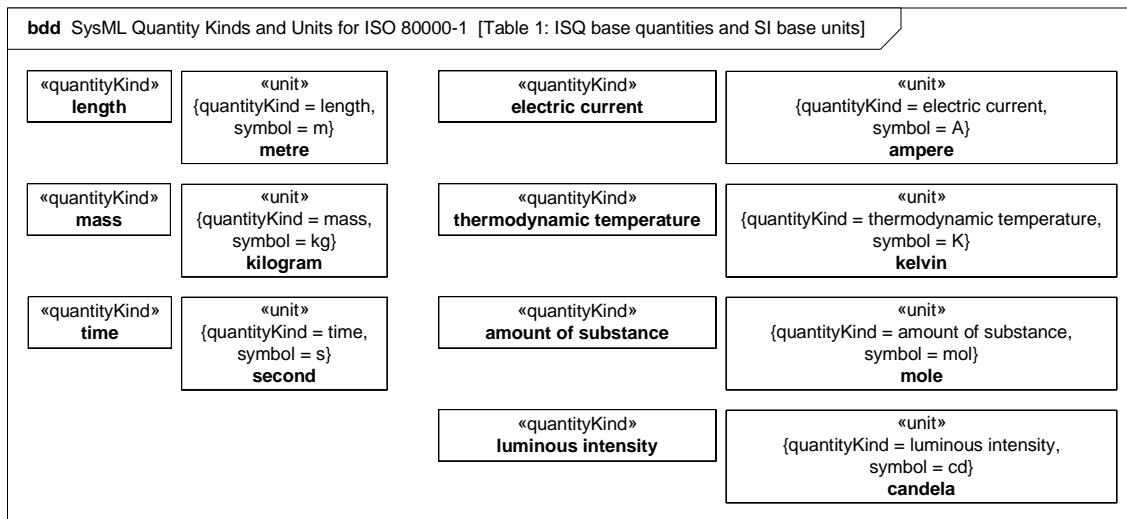 bdd SysML Quantity Kinds and Units for ISO 80000-1 [Table 1: ISQ base quantities and SI base units]
«quantityKind»
length
«unit»
{quantityKind = length,
symbol = m}
metre
«quantityKind»
electric current
«unit»
{quantityKind = electric current,
symbol = A}
ampere
«quantityKind»
mass
«unit»
{quantityKind = mass,
symbol = kg}
kilogram
«quantityKind»
thermodynamic temperature
«unit»
{quantityKind = thermodynamic temperature,
symbol = K}
kelvin
«quantityKind»
time
«unit»
{quantityKind = time,
symbol = s}
second
«quantityKind»
amount of substance
«unit»
{quantityKind = amount of substance,
symbol = mol}
mole
«quantityKind»
luminous intensity
«unit»
{quantityKind = luminous intensity,
symbol = cd}
candela